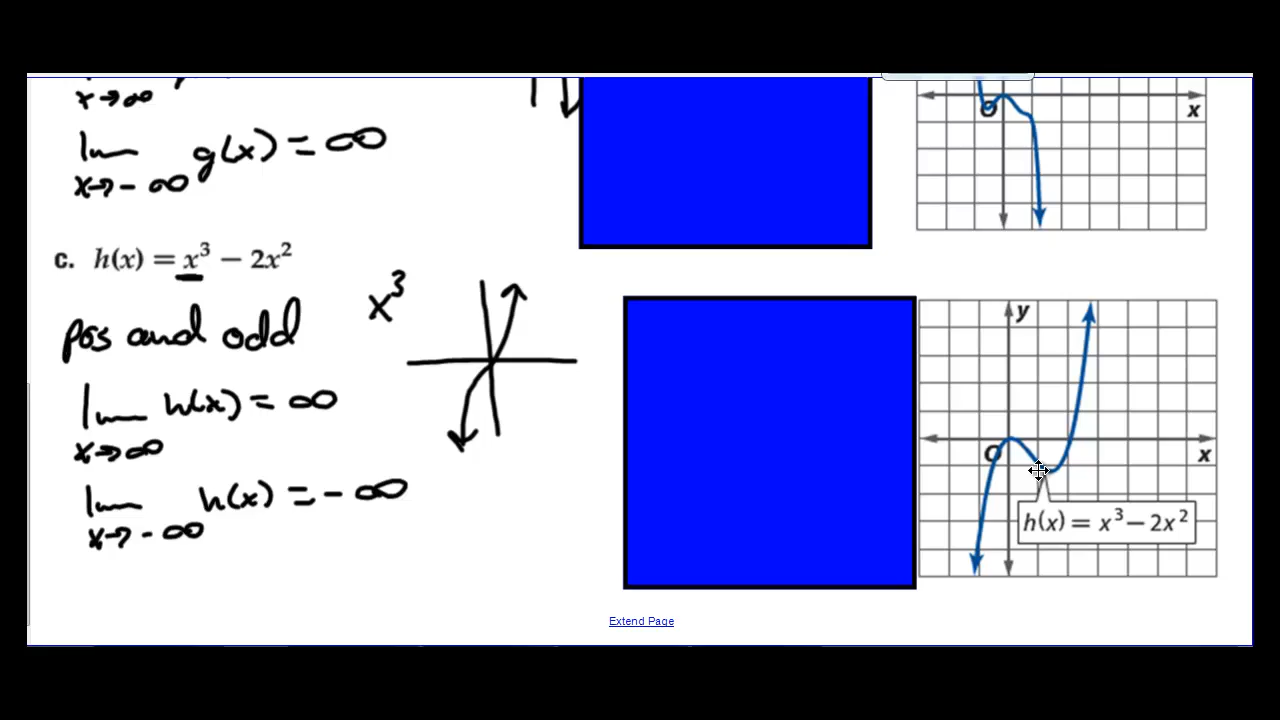 x→∞
lim g(x) = ∞
x→-∞
O
x
c. h(x) = x³ − 2x²
pos and odd
x³
lim h(x) = ∞
x→∞
lim h(x) = -∞
x→-∞
y
O
x
h(x) = x³ − 2x²
Extend Page